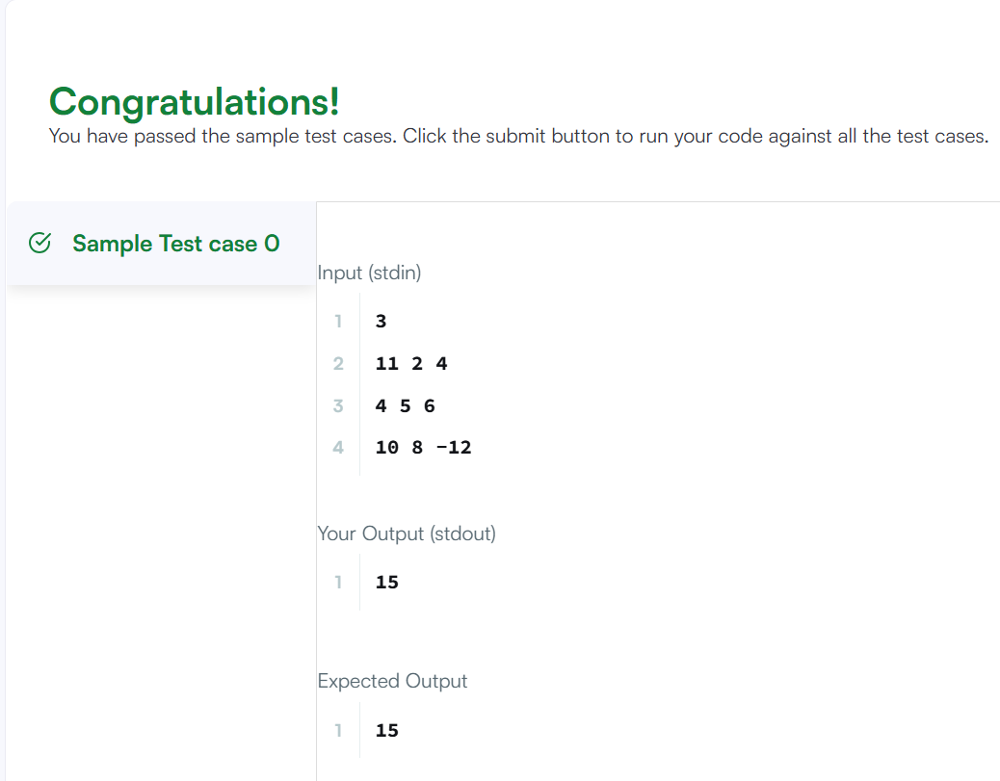 Congratulations!
You have passed the sample test cases. Click the submit button to run your code against all the test cases.
Sample Test case 0
Input (stdin)
1 3
2 11 2 4
3 4 5 6
4 10 8 -12
Your Output (stdout)
1 15
Expected Output
1 15